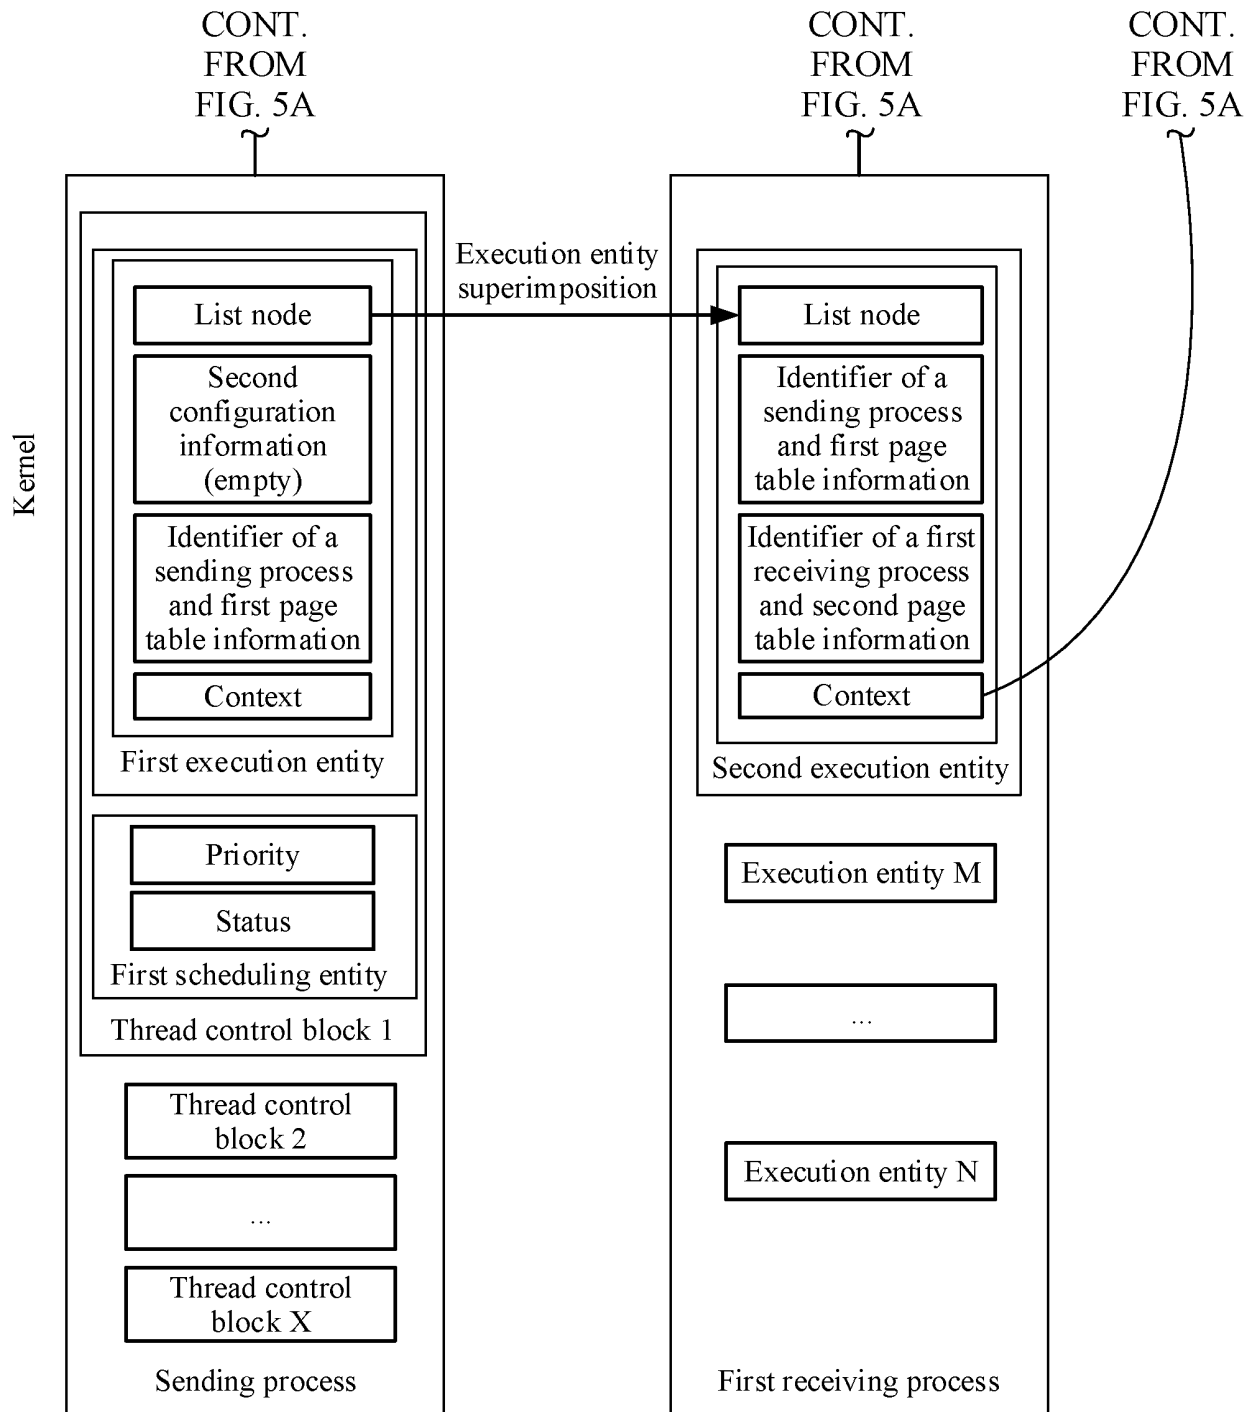 CONT.
FROM
FIG. 5A
CONT.
FROM
FIG. 5A
CONT.
FROM
FIG. 5A
Kernel
List node
Second
configuration
information
(empty)
Identifier of a
sending process
and first page
table information
Context
First execution entity
Priority
Status
First scheduling entity
Thread control block 1
Thread control
block 2
...
Thread control
block X
Sending process
Execution entity
superimposition
List node
Identifier of a
sending process
and first page
table information
Identifier of a first
receiving process
and second page
table information
Context
Second execution entity
Execution entity M
...
Execution entity N
First receiving process